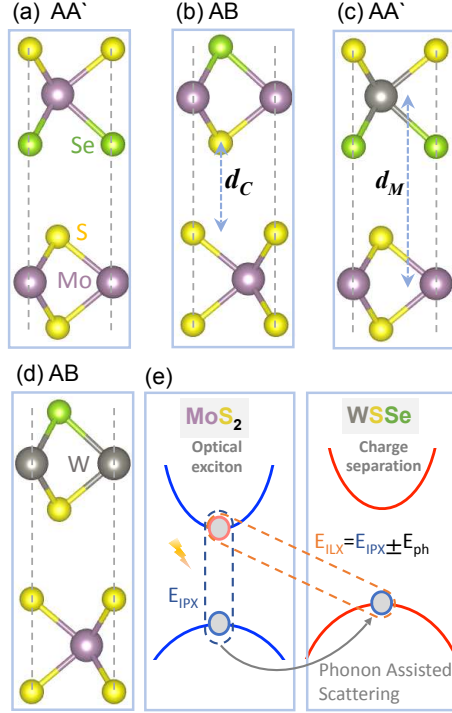 (a) AA`
(b) AB
(c) AA`
Se
S
Mo
d_C
d_M
(d) AB
(e)
W
MoS₂
Optical
exciton
WSSe
Charge
separation
E_IPX
E_ILX=E_IPX±E_ph
Phonon Assisted
Scattering